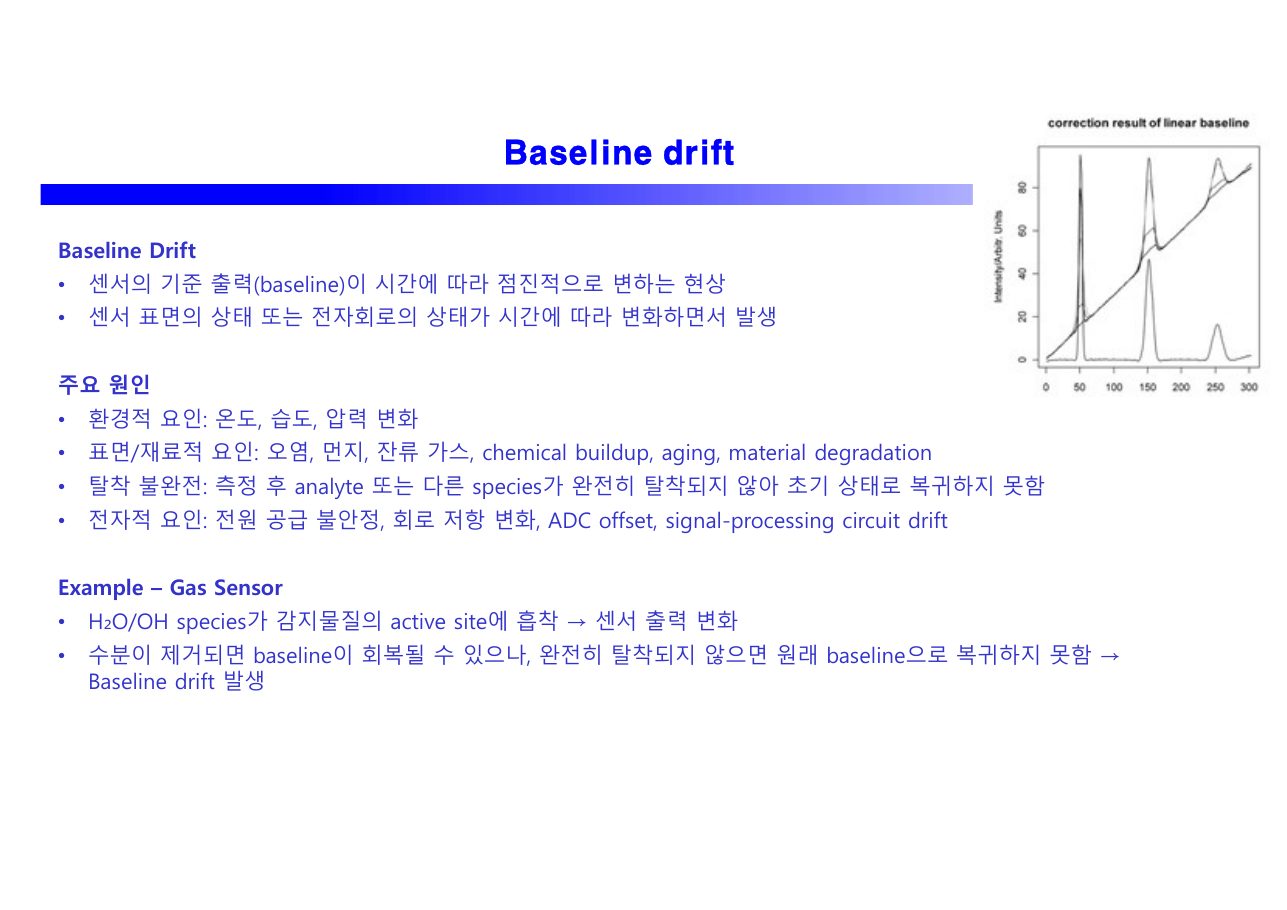 correction result of linear baseline
Baseline drift
80
60
40
20
0
Intensity/Arbitr. Units
0 50 100 150 200 250 300
Baseline Drift
• 센서의 기준 출력(baseline)이 시간에 따라 점진적으로 변하는 현상
• 센서 표면의 상태 또는 전자회로의 상태가 시간에 따라 변화하면서 발생
주요 원인
• 환경적 요인: 온도, 습도, 압력 변화
• 표면/재료적 요인: 오염, 먼지, 잔류 가스, chemical buildup, aging, material degradation
• 탈착 불완전: 측정 후 analyte 또는 다른 species가 완전히 탈착되지 않아 초기 상태로 복귀하지 못함
• 전자적 요인: 전원 공급 불안정, 회로 저항 변화, ADC offset, signal-processing circuit drift
Example – Gas Sensor
• H₂O/OH species가 감지물질의 active site에 흡착 → 센서 출력 변화
• 수분이 제거되면 baseline이 회복될 수 있으나, 완전히 탈착되지 않으면 원래 baseline으로 복귀하지 못함 →
Baseline drift 발생